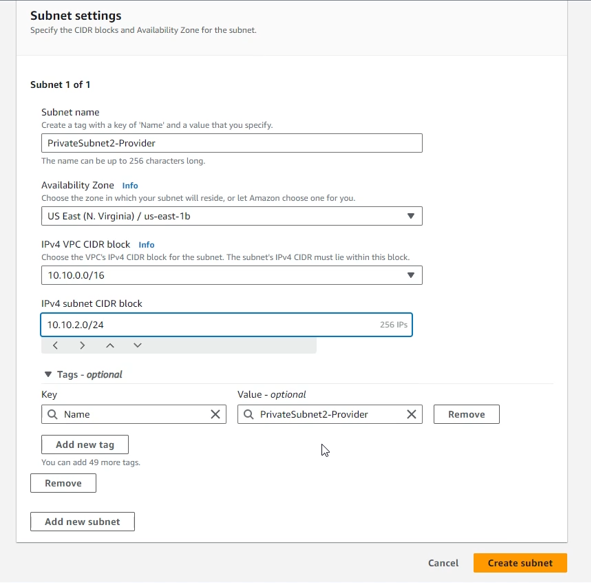 Subnet settings
Specify the CIDR blocks and Availability Zone for the subnet.
Subnet 1 of 1
Subnet name
Create a tag with a key of 'Name' and a value that you specify.
PrivateSubnet2-Provider
The name can be up to 256 characters long.
Availability Zone Info
Choose the zone in which your subnet will reside, or let Amazon choose one for you.
US East (N. Virginia) / us-east-1b
IPv4 VPC CIDR block Info
Choose the VPC's IPv4 CIDR block for the subnet. The subnet's IPv4 CIDR must lie within this block.
10.10.0.0/16
IPv4 subnet CIDR block
10.10.2.0/24 256 IPs
Tags - optional
Key Value - optional
Name PrivateSubnet2-Provider Remove
Add new tag
You can add 49 more tags.
Remove
Add new subnet
Cancel Create subnet